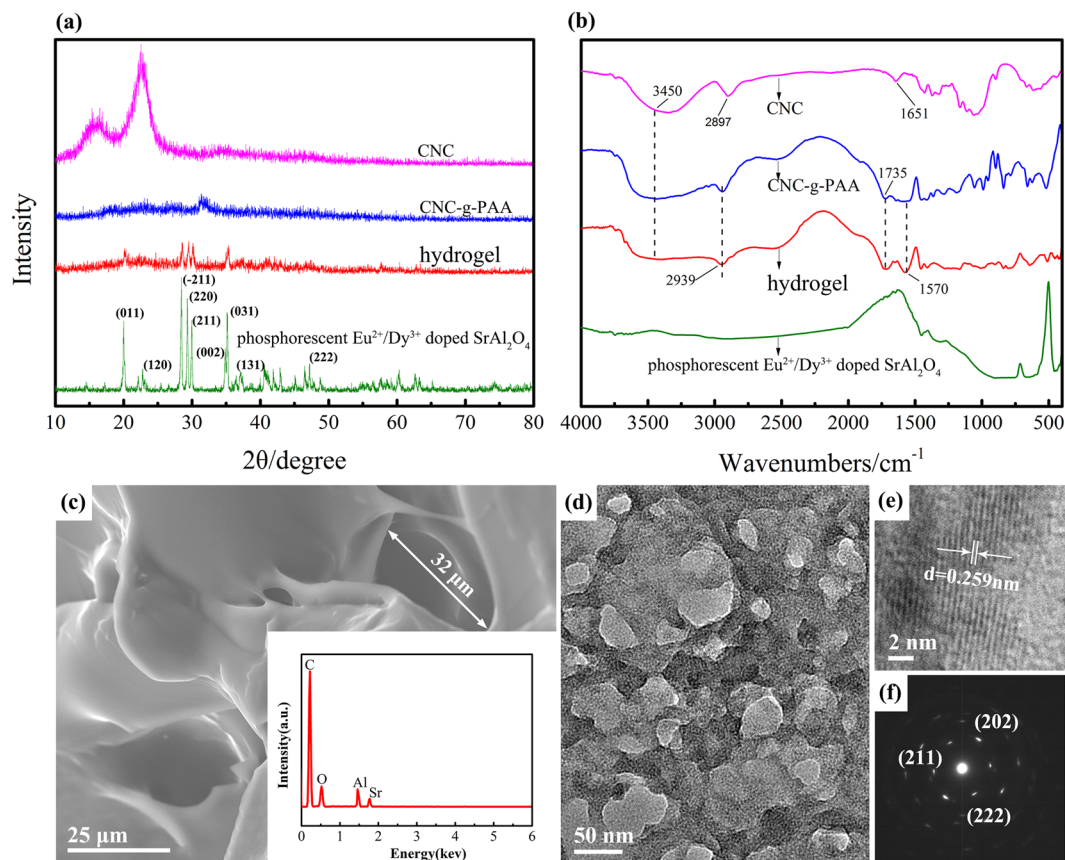 (a)
Intensity
CNC
CNC-g-PAA
hydrogel
(-211)
(220)
(011)
(211)
(031)
(002)
(120)
(131)
(222)
phosphorescent Eu²⁺/Dy³⁺ doped SrAl₂O₄
10 20 30 40 50 60 70 80
2θ/degree
(b)
3450
2897
CNC
1651
1735
CNC-g-PAA
2939
hydrogel
1570
phosphorescent Eu²⁺/Dy³⁺ doped SrAl₂O₄
4000 3500 3000 2500 2000 1500 1000 500
Wavenumbers/cm⁻¹
(c)
32 μm
25 μm
Intensity(a.u.)
C
O
Al
Sr
0 1 2 3 4 5 6
Energy(kev)
(d)
50 nm
(e)
d=0.259nm
2 nm
(f)
(202)
(211)
(222)